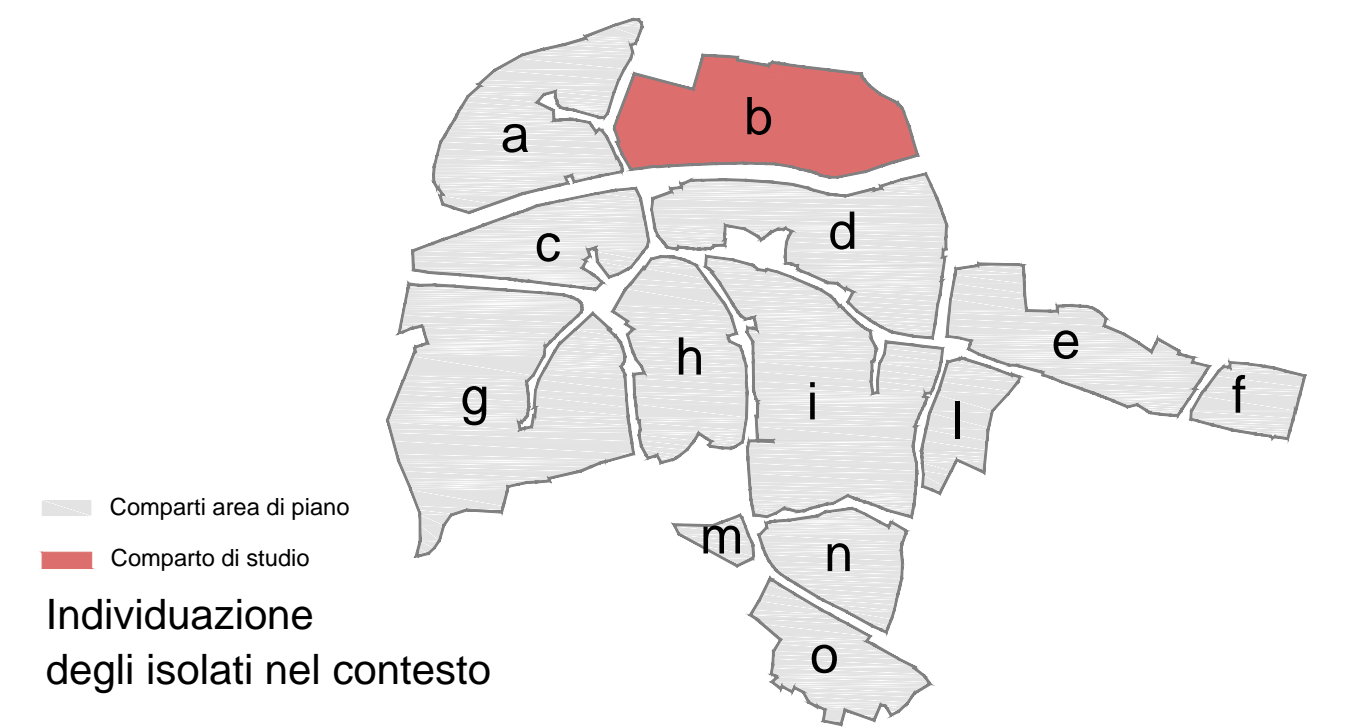 a
b
c
d
e
f
g
h
i
l
m
n
o
Comparti area di piano
Comparto di studio
Individuazione
degli isolati nel contesto